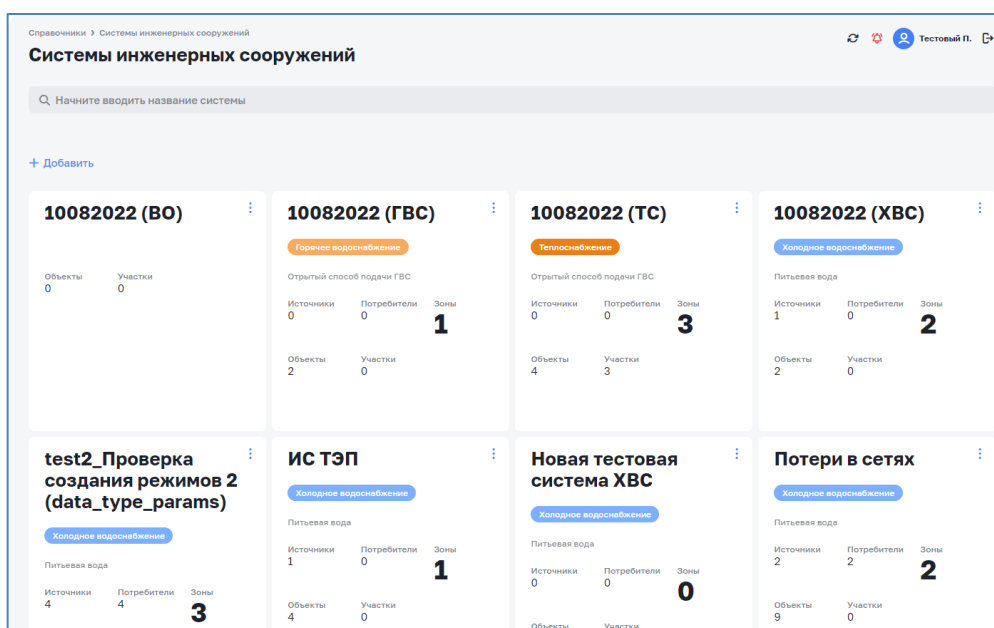 Справочники > Системы инженерных сооружений
Системы инженерных сооружений
Тестовый П.
Начните вводить название системы
+ Добавить
10082022 (ВО)
Объекты Участки
0 0
10082022 (ГВС)
Горячее водоснабжение
Отрытый способ подачи ГВС
Источники Потребители Зоны
0 0 1
Объекты Участки
2 0
10082022 (ТС)
Теплоснабжение
Отрытый способ подачи ГВС
Источники Потребители Зоны
0 0 3
Объекты Участки
4 3
10082022 (ХВС)
Холодное водоснабжение
Питьевая вода
Источники Потребители Зоны
1 0 2
Объекты Участки
2 0
test2_Проверка
создания режимов 2
(data_type_params)
Холодное водоснабжение
Питьевая вода
Источники Потребители Зоны
4 4 3
ИС ТЭП
Холодное водоснабжение
Питьевая вода
Источники Потребители Зоны
1 0 1
Объекты Участки
4 0
Новая тестовая
система ХВС
Холодное водоснабжение
Питьевая вода
Источники Потребители Зоны
0 0 0
Объекты Участки
Потери в сетях
Холодное водоснабжение
Питьевая вода
Источники Потребители Зоны
2 2 2
Объекты Участки
9 0